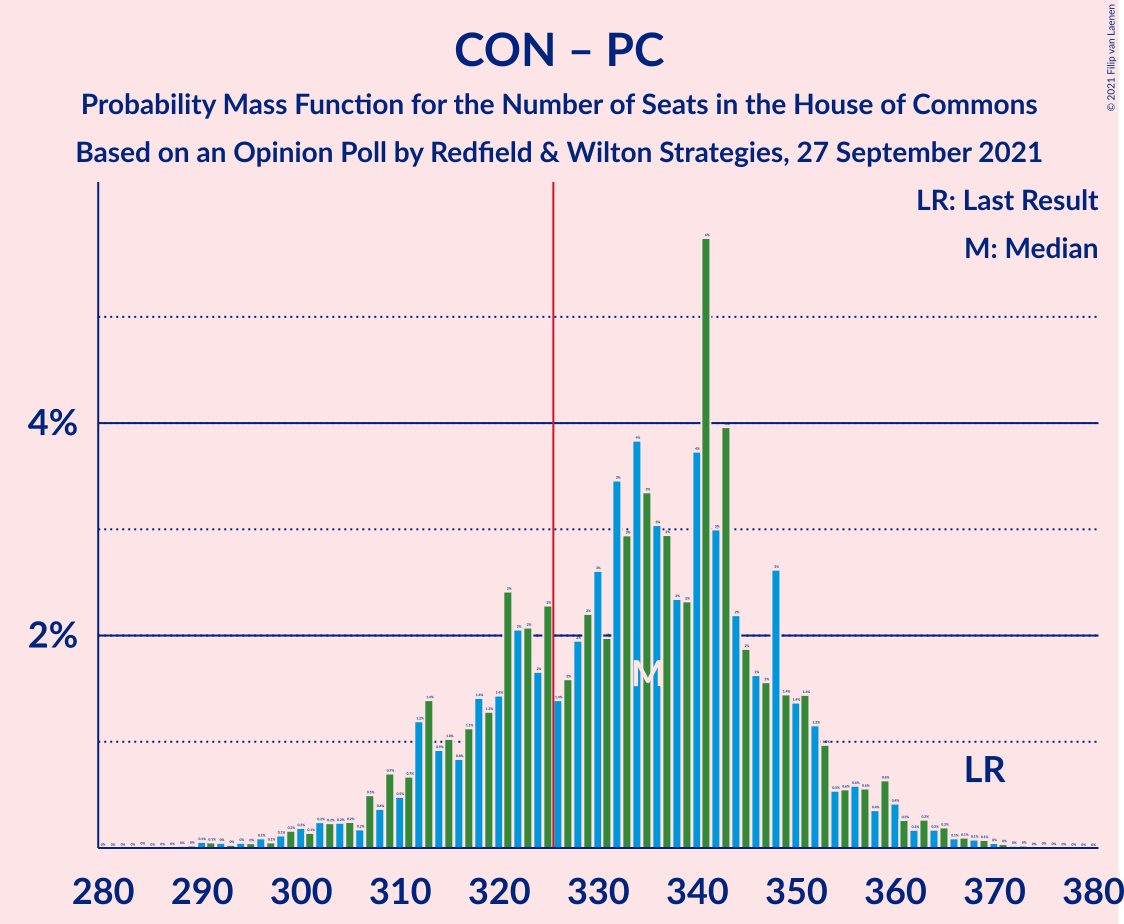 CON – PC
Probability Mass Function for the Number of Seats in the House of Commons
Based on an Opinion Poll by Redfield & Wilton Strategies, 27 September 2021
© 2021 Filip van Laenen
LR: Last Result
M: Median
4%
2%
M
LR
280 290 300 310 320 330 340 350 360 370 380